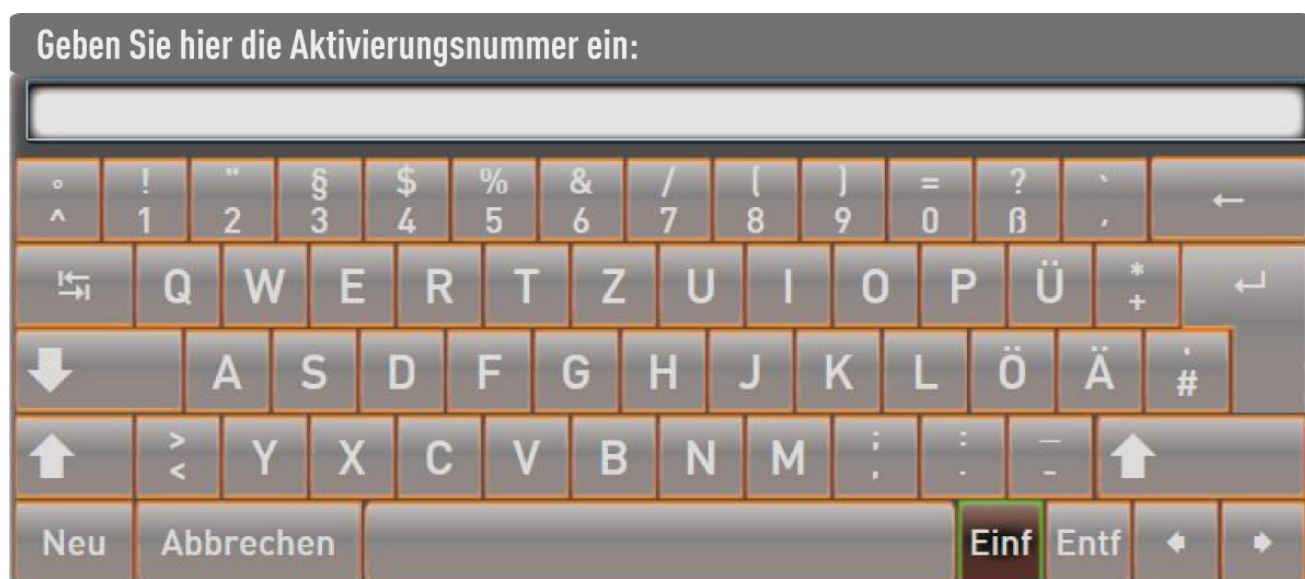 Geben Sie hier die Aktivierungsnummer ein:
° ! " § $ % & / ( ) = ? `
^ 1 2 3 4 5 6 7 8 9 0 ß ´ ←
Q W E R T Z U I O P Ü * +
A S D F G H J K L Ö Ä ' #
> < Y X C V B N M ; , : . _ -
Neu Abbrechen Einf Entf